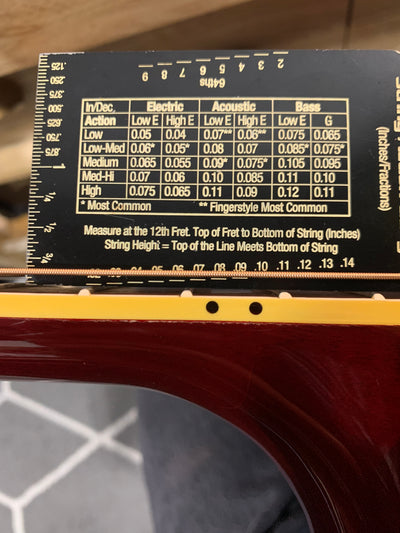 .125
.250
.375
.500
.625
.750
.875
1
1/4
1/2
3/4
9 8 7 6 5 4 3 2
64ths
(Inches/Frictions)
In/Dec. Electric Acoustic Bass
Action Low E High E Low E High E Low E G
Low 0.05 0.04 0.07** 0.06** 0.075 0.065
Low-Med 0.06* 0.05* 0.08 0.07 0.085* 0.075*
Medium 0.065 0.055 0.09* 0.075* 0.105 0.095
Med-Hi 0.07 0.06 0.10 0.085 0.11 0.10
High 0.075 0.065 0.11 0.09 0.12 0.11
* Most Common ** Fingerstyle Most Common
Measure at the 12th Fret. Top of Fret to Bottom of String (Inches)
String Height: = Top of the Line Meets Bottom of String
.04 .05 .06 .07 .08 .09 .10 .11 .12 .13 .14